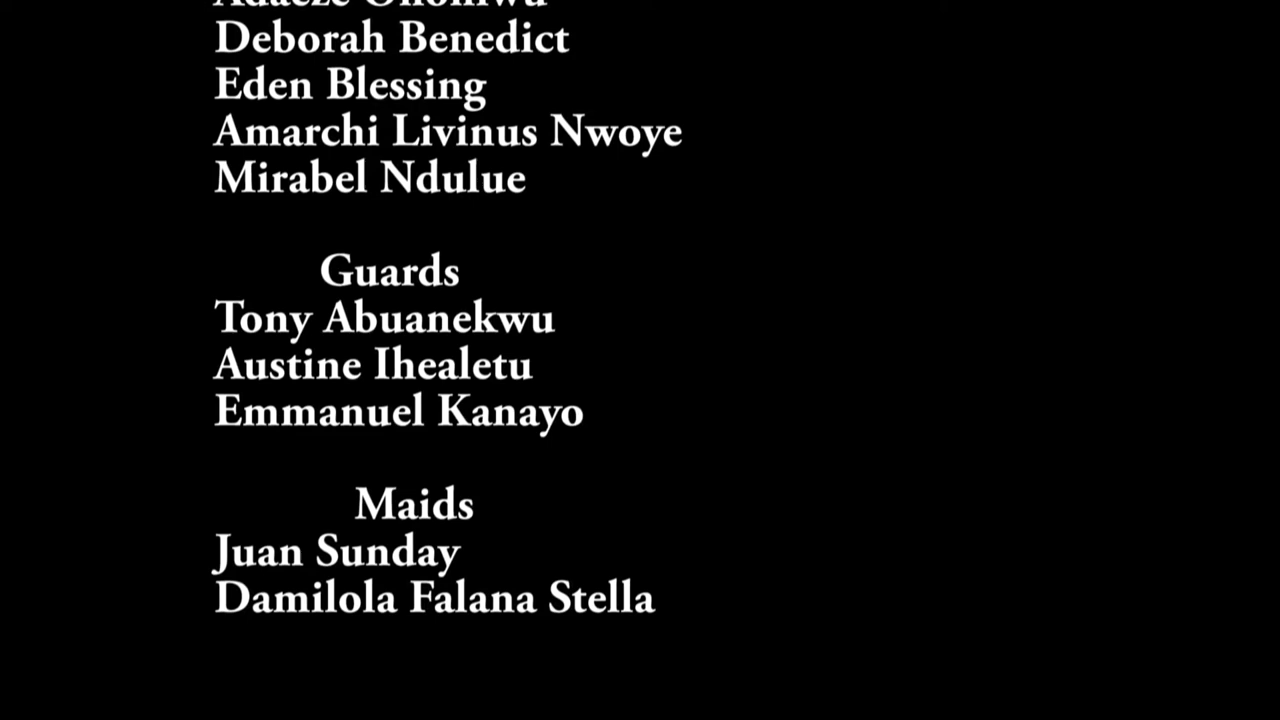 Deborah Benedict
Eden Blessing
Amarchi Livinus Nwoye
Mirabel Ndulue
Guards
Tony Abuanekwu
Austine Ihealetu
Emmanuel Kanayo
Maids
Juan Sunday
Damilola Falana Stella